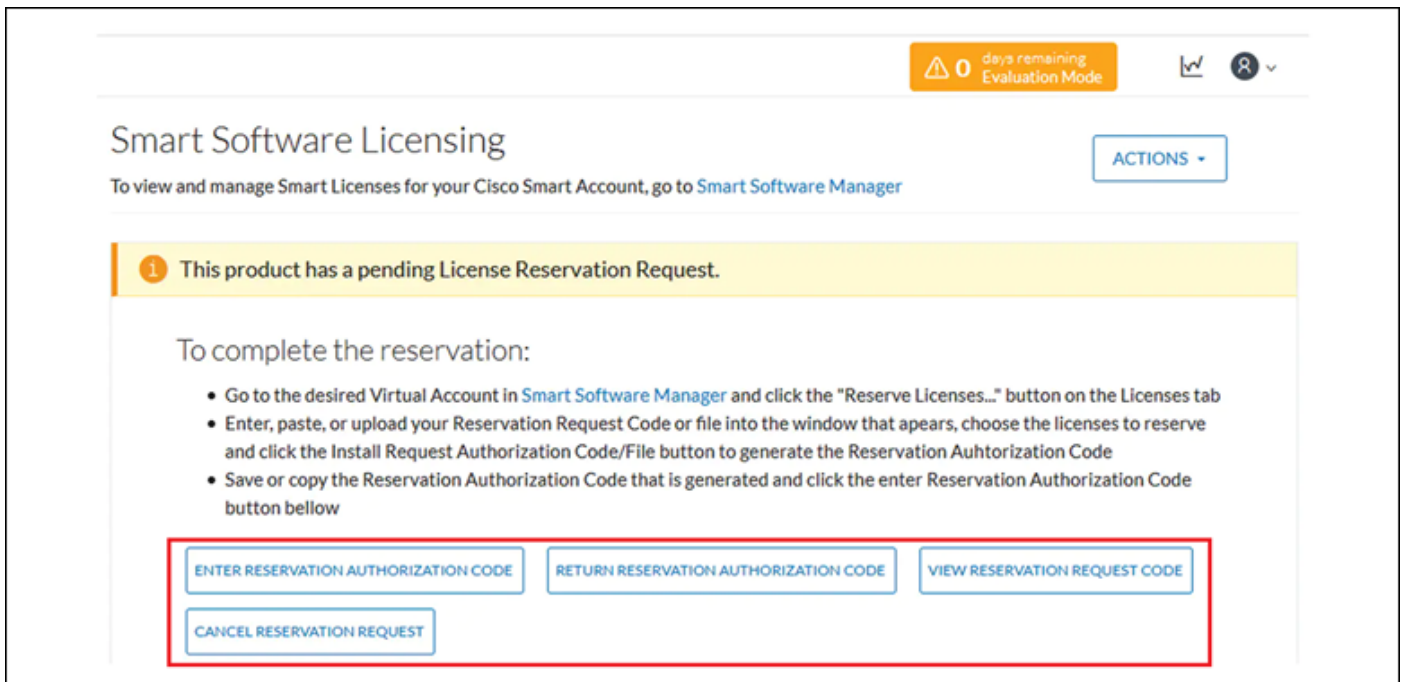 0 days remaining
Evaluation Mode
Smart Software Licensing
ACTIONS
To view and manage Smart Licenses for your Cisco Smart Account, go to Smart Software Manager
This product has a pending License Reservation Request.
To complete the reservation:
• Go to the desired Virtual Account in Smart Software Manager and click the "Reserve Licenses..." button on the Licenses tab
• Enter, paste, or upload your Reservation Request Code or file into the window that apears, choose the licenses to reserve
and click the Install Request Authorization Code/File button to generate the Reservation Auhtorization Code
• Save or copy the Reservation Authorization Code that is generated and click the enter Reservation Authorization Code
button bellow
ENTER RESERVATION AUTHORIZATION CODE
RETURN RESERVATION AUTHORIZATION CODE
VIEW RESERVATION REQUEST CODE
CANCEL RESERVATION REQUEST